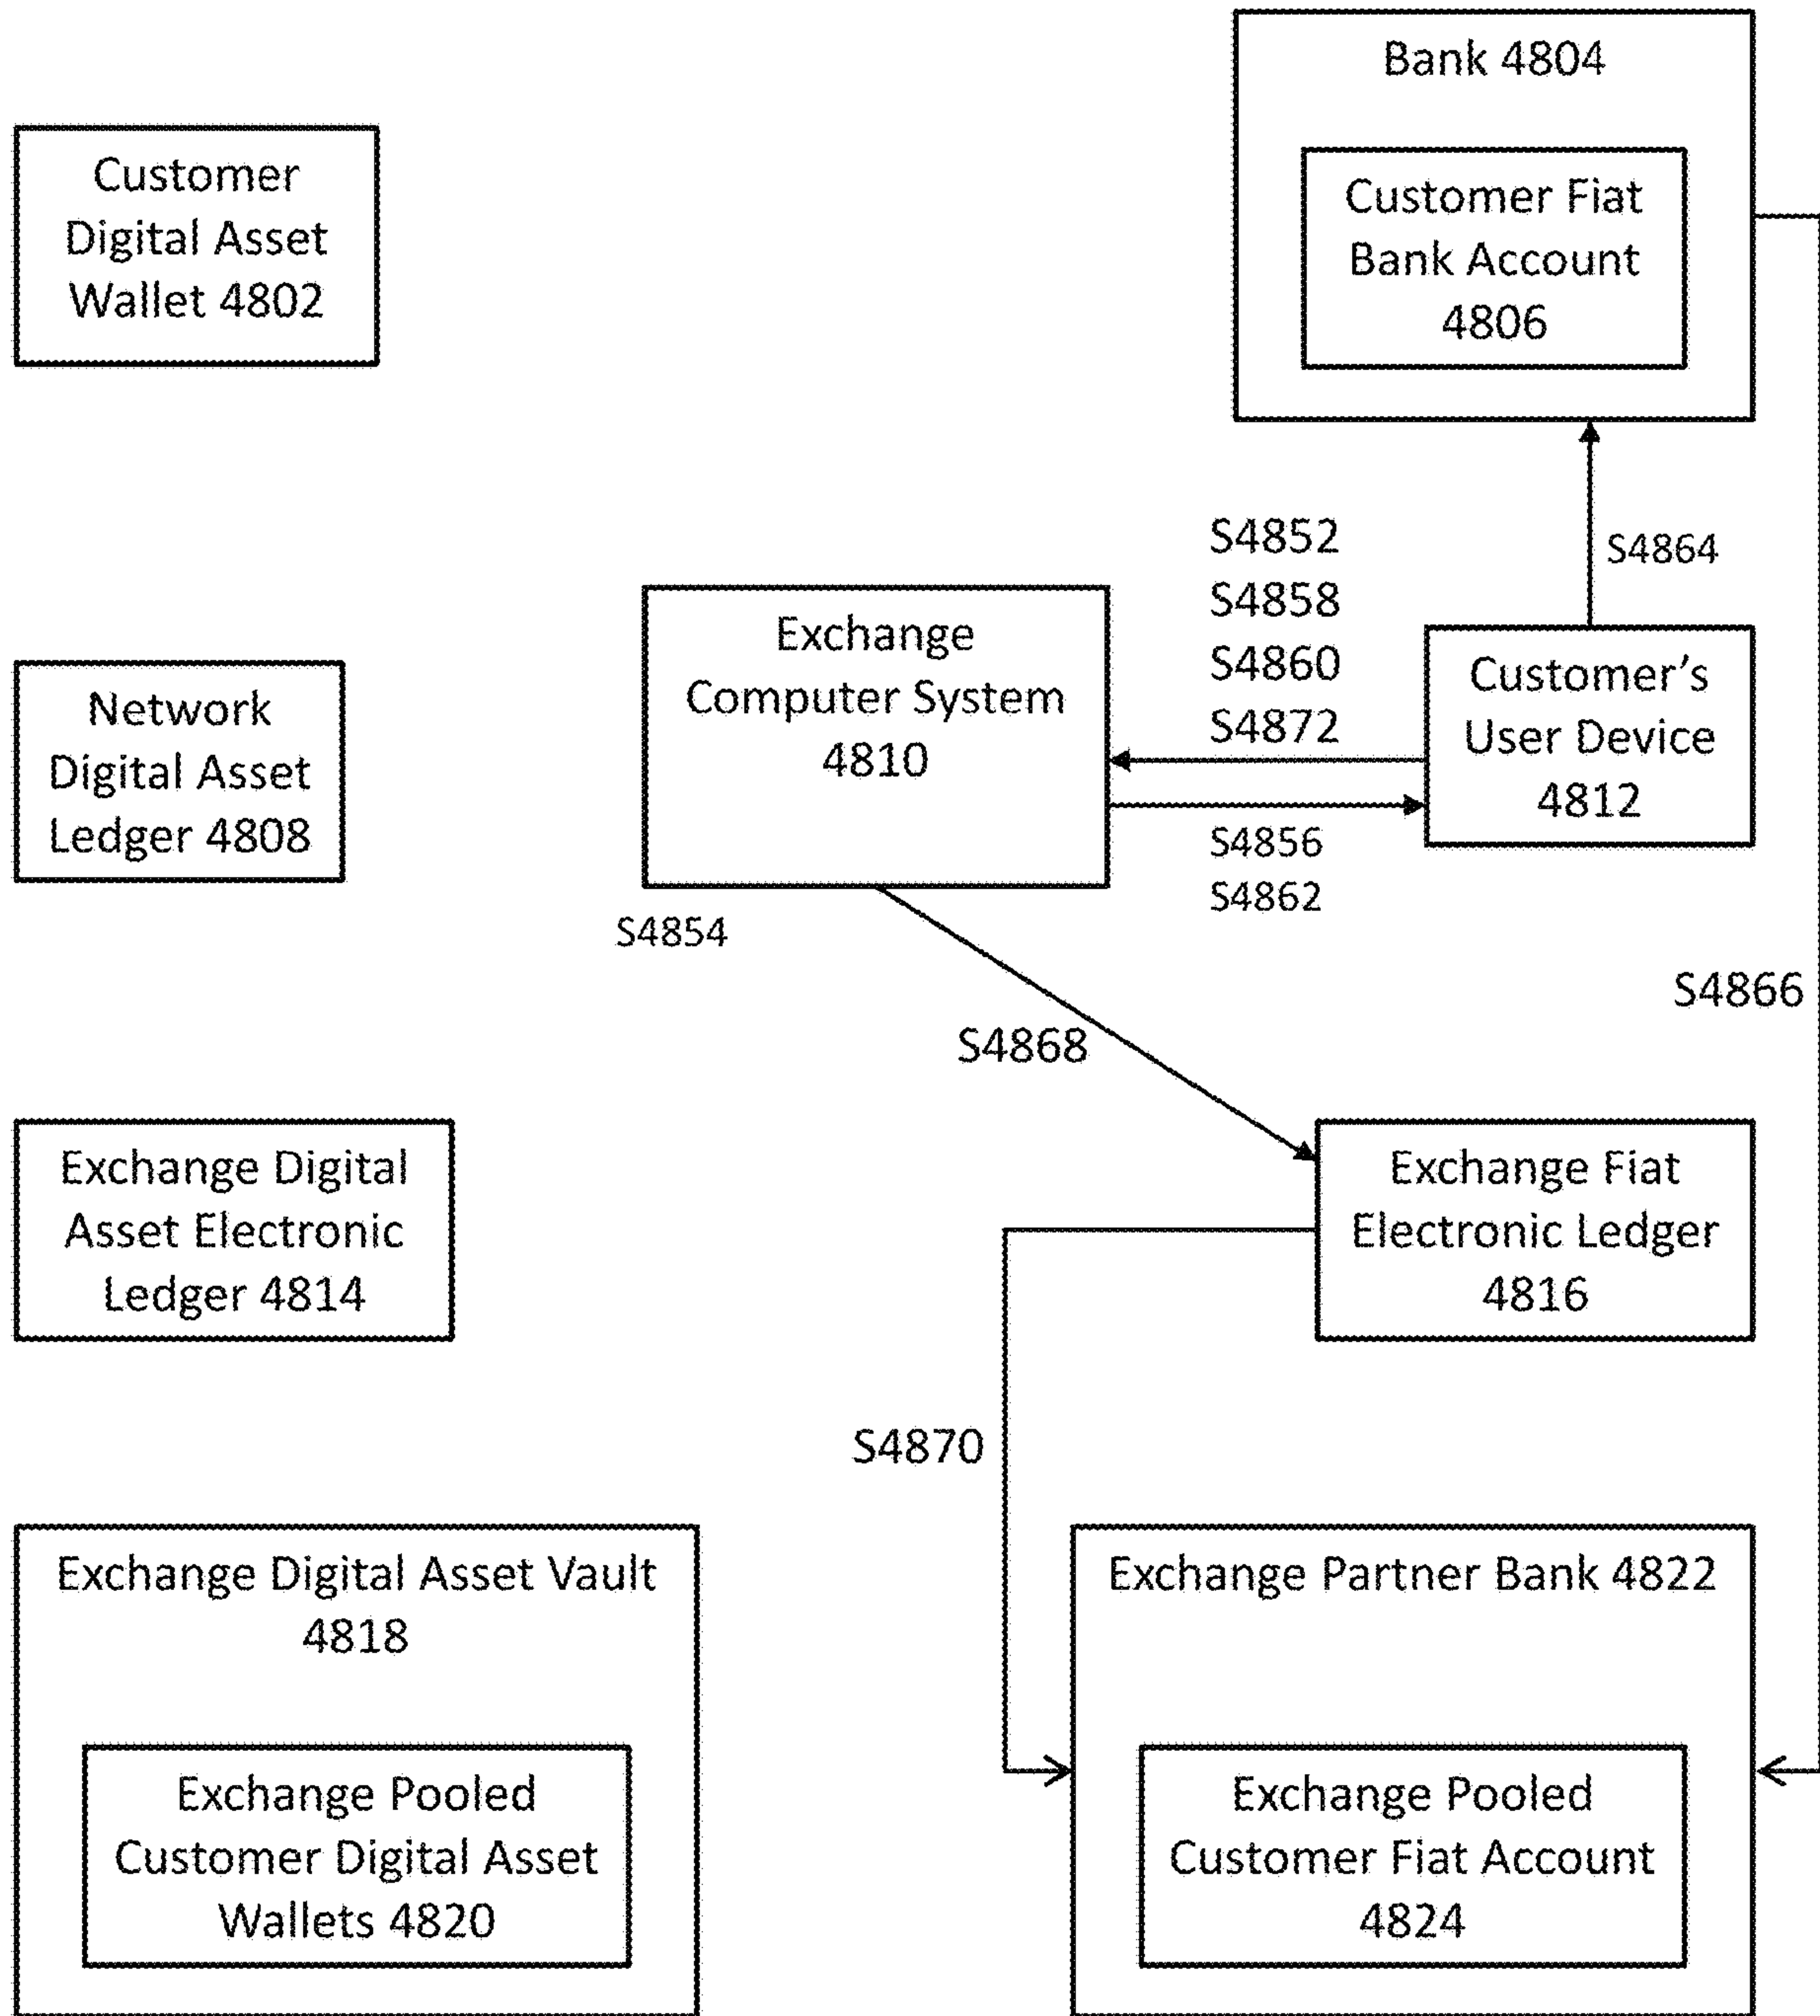 Bank 4804
Customer
Digital Asset
Wallet 4802
Customer Fiat
Bank Account
4806
S4852
S4858
S4860
S4872
S4864
Exchange
Computer System
4810
Customer's
User Device
4812
Network
Digital Asset
Ledger 4808
S4856
S4862
S4854
S4866
S4868
Exchange Digital
Asset Electronic
Ledger 4814
Exchange Fiat
Electronic Ledger
4816
S4870
Exchange Digital Asset Vault
4818
Exchange Partner Bank 4822
Exchange Pooled
Customer Digital Asset
Wallets 4820
Exchange Pooled
Customer Fiat Account
4824